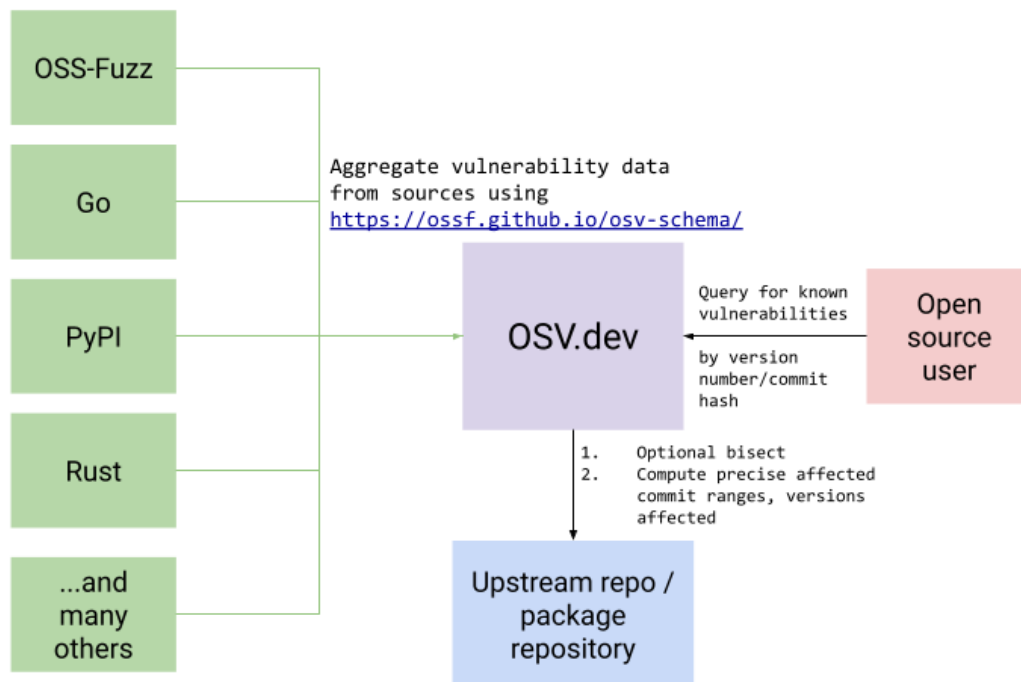 OSS-Fuzz
Go
PyPI
Rust
...and
many
others
Aggregate vulnerability data
from sources using
https://ossf.github.io/osv-schema/
OSV.dev
Query for known
vulnerabilities
by version
number/commit
hash
Open
source
user
1. Optional bisect
2. Compute precise affected
commit ranges, versions
affected
Upstream repo /
package
repository